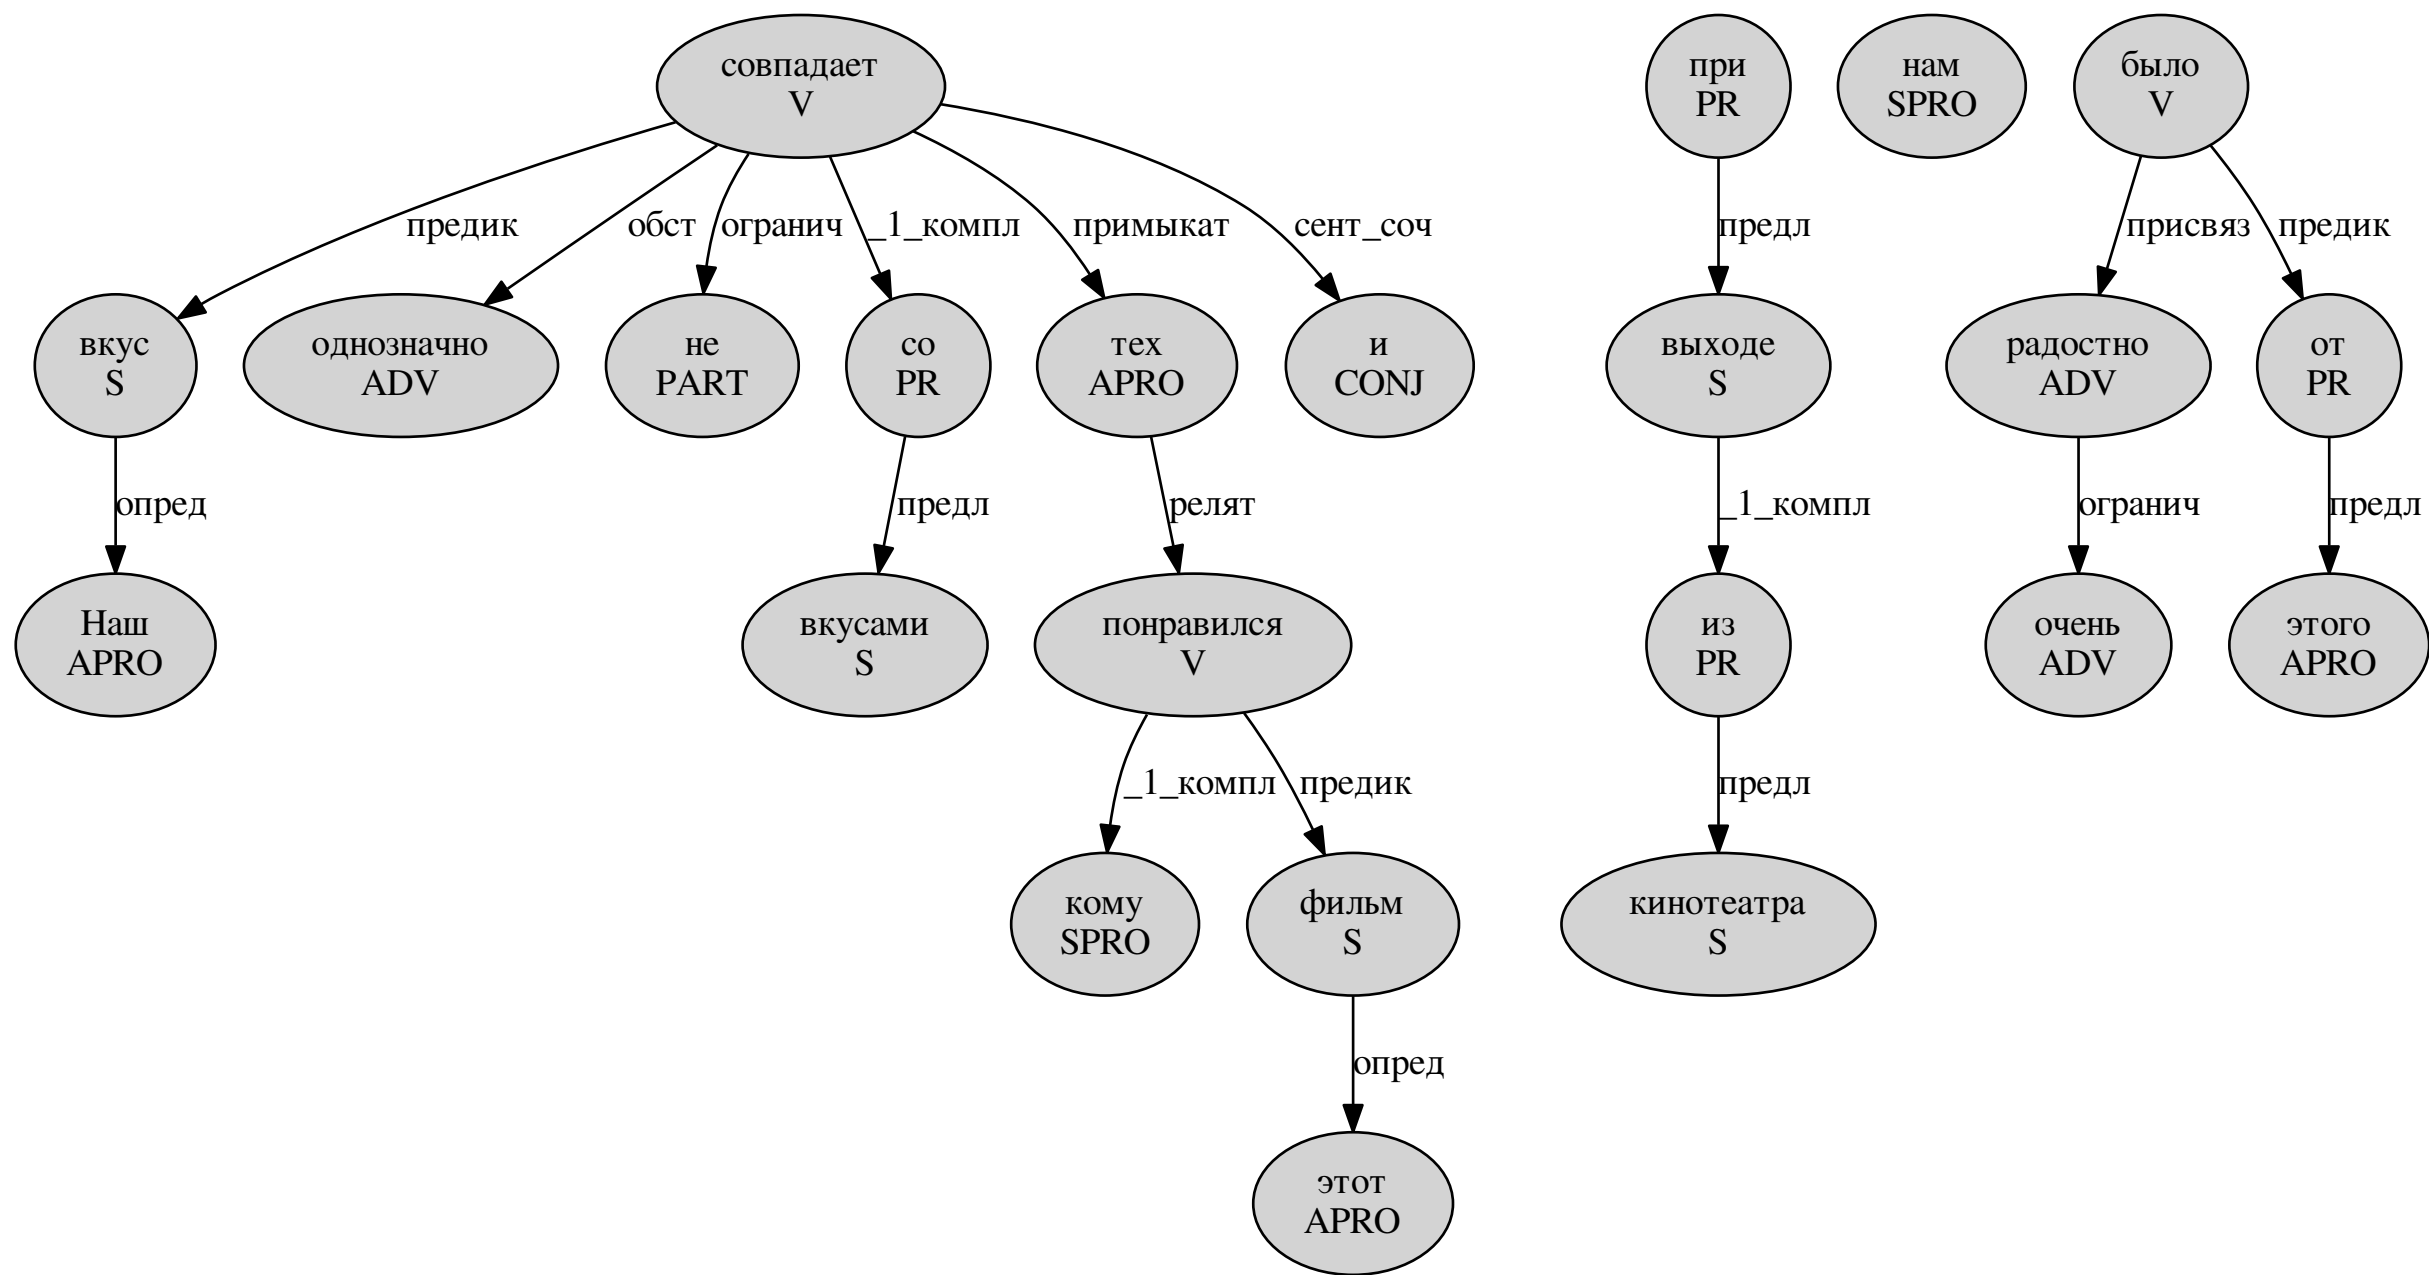 совпадает
V
при
PR
нам
SPRO
было
V
предик
обст
огранич
_1_компл
примыкат
сент_соч
предл
присвяз
предик
вкус
S
однозначно
ADV
не
PART
со
PR
тех
APRO
и
CONJ
выходе
S
радостно
ADV
от
PR
опред
предл
релят
_1_компл
огранич
предл
Наш
APRO
вкусами
S
понравился
V
из
PR
очень
ADV
этого
APRO
_1_компл
предик
предл
кому
SPRO
фильм
S
кинотеатра
S
опред
этот
APRO